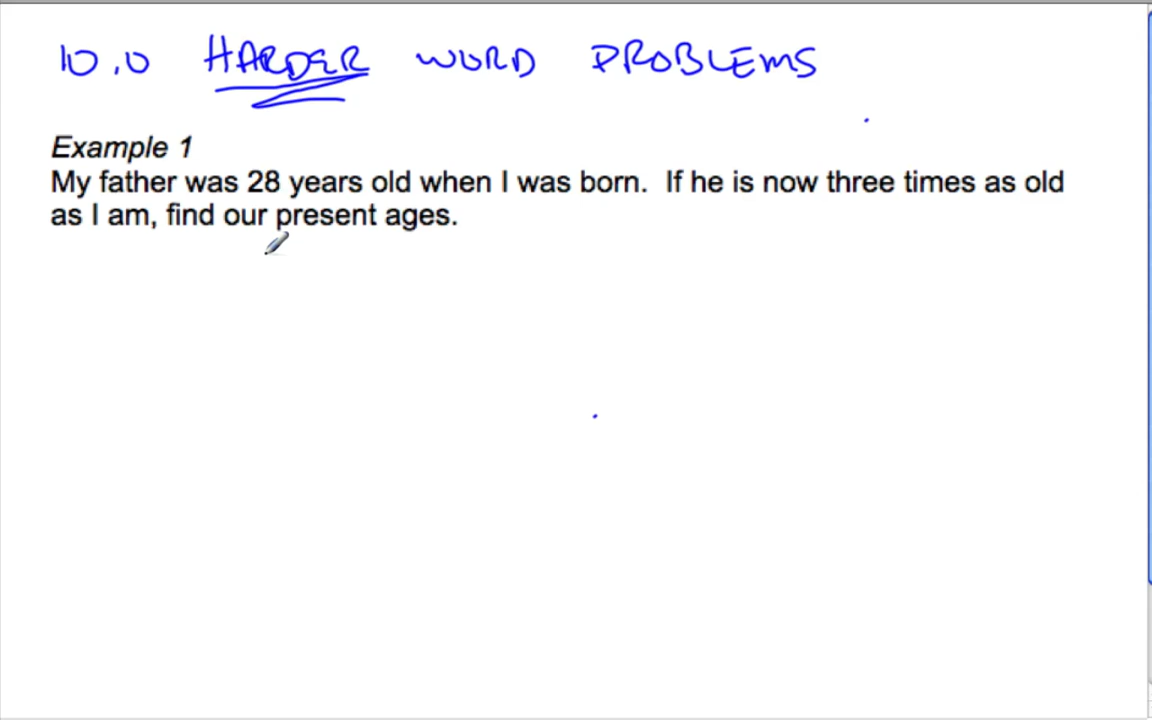 10.0 HARDER WORD PROBLEMS
Example 1
My father was 28 years old when I was born. If he is now three times as old
as I am, find our present ages.